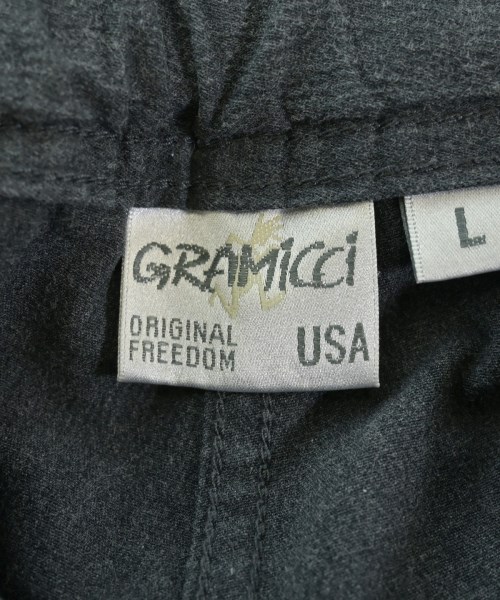 GRAMiCCi
ORIGINAL
FREEDOM
USA
L